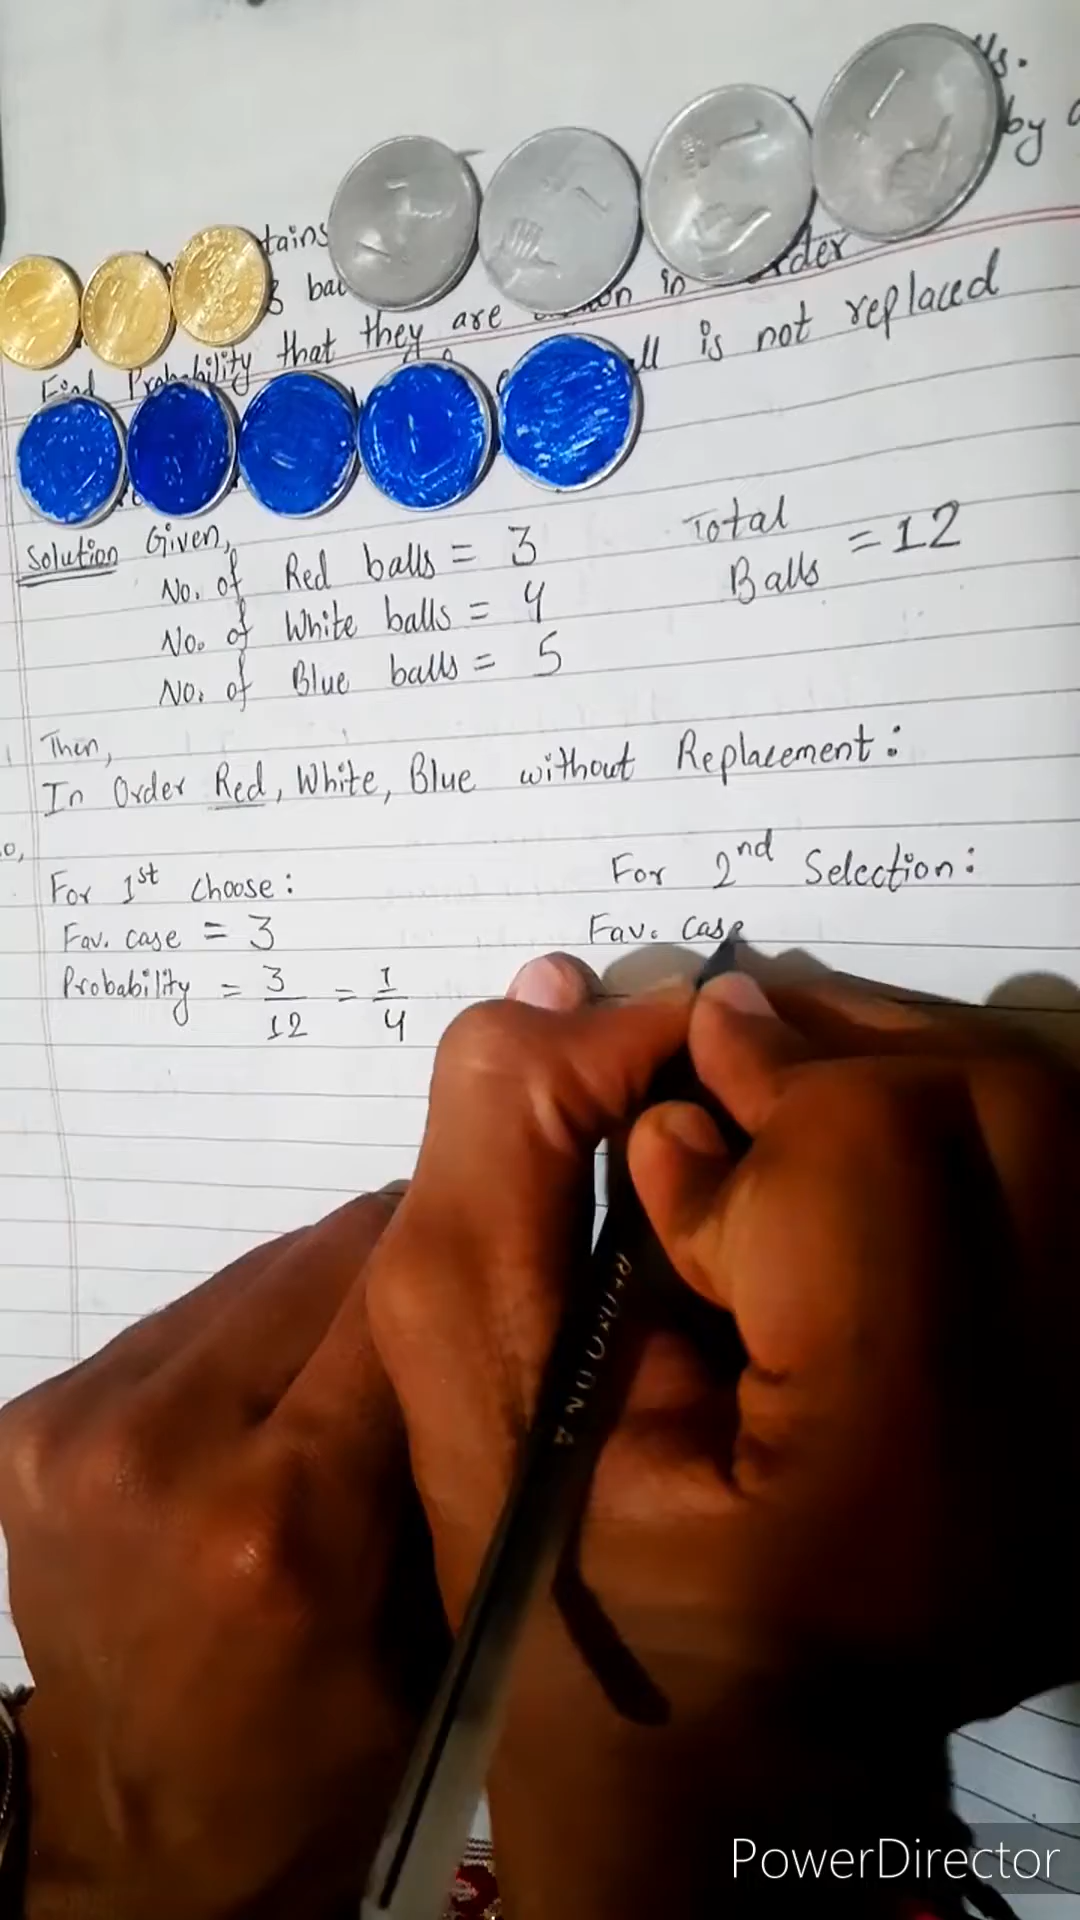 by
tains
ba
that they are in der
Find Probability ll is not replaced
Solution Given,
No. of Red balls = 3
No. of White balls = 4
No. of Blue balls = 5
Total
Balls = 12
Then,
In Order Red, White, Blue without Replacement:
For 1st choose:
Fav. case = 3
Probability = 3/12 = 1/4
For 2nd Selection:
Fav. case
REYNOLDS
PowerDirector